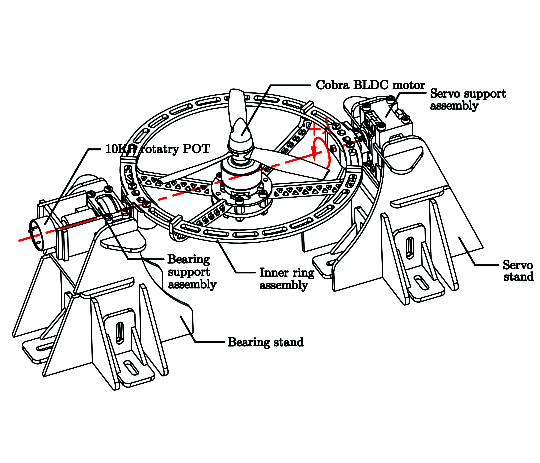 Cobra BLDC motor
Servo support
assembly
10KΩ rotatry POT
Bearing
support
assembly
Inner ring
assembly
Servo
stand
Bearing stand